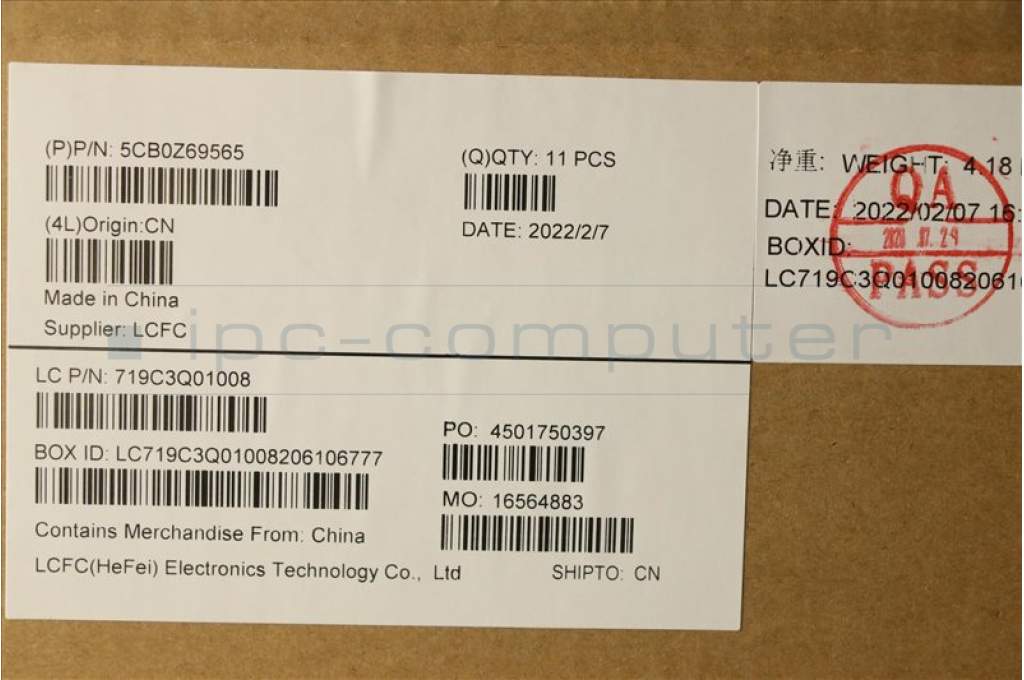 (P)P/N: 5CB0Z69565
(Q)QTY: 11 PCS
(4L)Origin:CN
DATE: 2022/2/7
Made in China
Supplier: LCFC
LC P/N: 719C3Q01008
PO: 4501750397
BOX ID: LC719C3Q01008206106777
MO: 16564883
Contains Merchandise From: China
LCFC(HeFei) Electronics Technology Co., Ltd
SHIPTO: CN
净重: WEIGHT: 4.18
DATE: 2022/02/07 16:
BOXID:
LC719C3Q0100820610
QA
PASS
ipc-computer